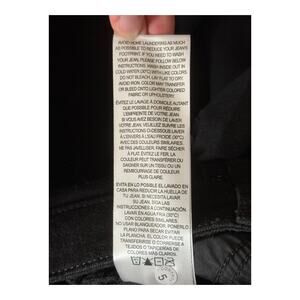 AVOID HOME LAUNDERING AS MUCH
AS POSSIBLE TO REDUCE YOUR JEANS
FOOTPRINT. IF YOU NEED TO WASH
YOUR JEAN, PLEASE FOLLOW BELOW
INSTRUCTIONS. WASH INSIDE OUT IN
COLD WATER (30°C) WITH LIKE COLORS.
DO NOT BLEACH. LINE DRY.
AVOID IRON. COLOR MAY TRANSFER
OR BLEED ONTO LIGHTER COLORED
FABRIC OR UPHOLSTERY.
ÉVITEZ LE LAVAGE À DOMICILE AUTANT
QUE POSSIBLE POUR RÉDUIRE
L'EMPREINTE DE VOTRE JEAN
SI VOUS AVEZ BESOIN DE LAVER
VOTRE JEAN, VEUILLEZ SUIVRE LES
INSTRUCTIONS CI-DESSOUS LAVER
À L'ENVERS À L'EAU FROIDE (30°C)
AVEC DES COULEURS SIMILAIRES.
NE PAS JAVELLISER. FAIRE SÉCHER
À PLAT. ÉVITEZ LE FER. LA
COULEUR PEUT TRANSFÉRER OU
SAIGNER SUR UN TISSU OU UN
REMBOURRAGE DE COULEUR
PLUS CLAIRE.
EVITA EN LO POSIBLE EL LAVADO EN
CASA PARA REDUCIR LA HUELLA DE
TU JEAN. SI DESEA LAVAR
SU JEAN, SIGA LAS
INSTRUCCIONES A CONTINUACIÓN
LAVAR EN AGUA FRÍA (30°C)
CON COLORES SIMILARES.
NO USAR BLANQUEADOR. PONERLO
PLANO PARA SECAR. EVITAR
LA PLANCHA. EL COLOR
PUEDE TRANSFERIRSE A
TEJIDOS O TAPICERÍAS DE
COLOR MÁS CLAROS.
5